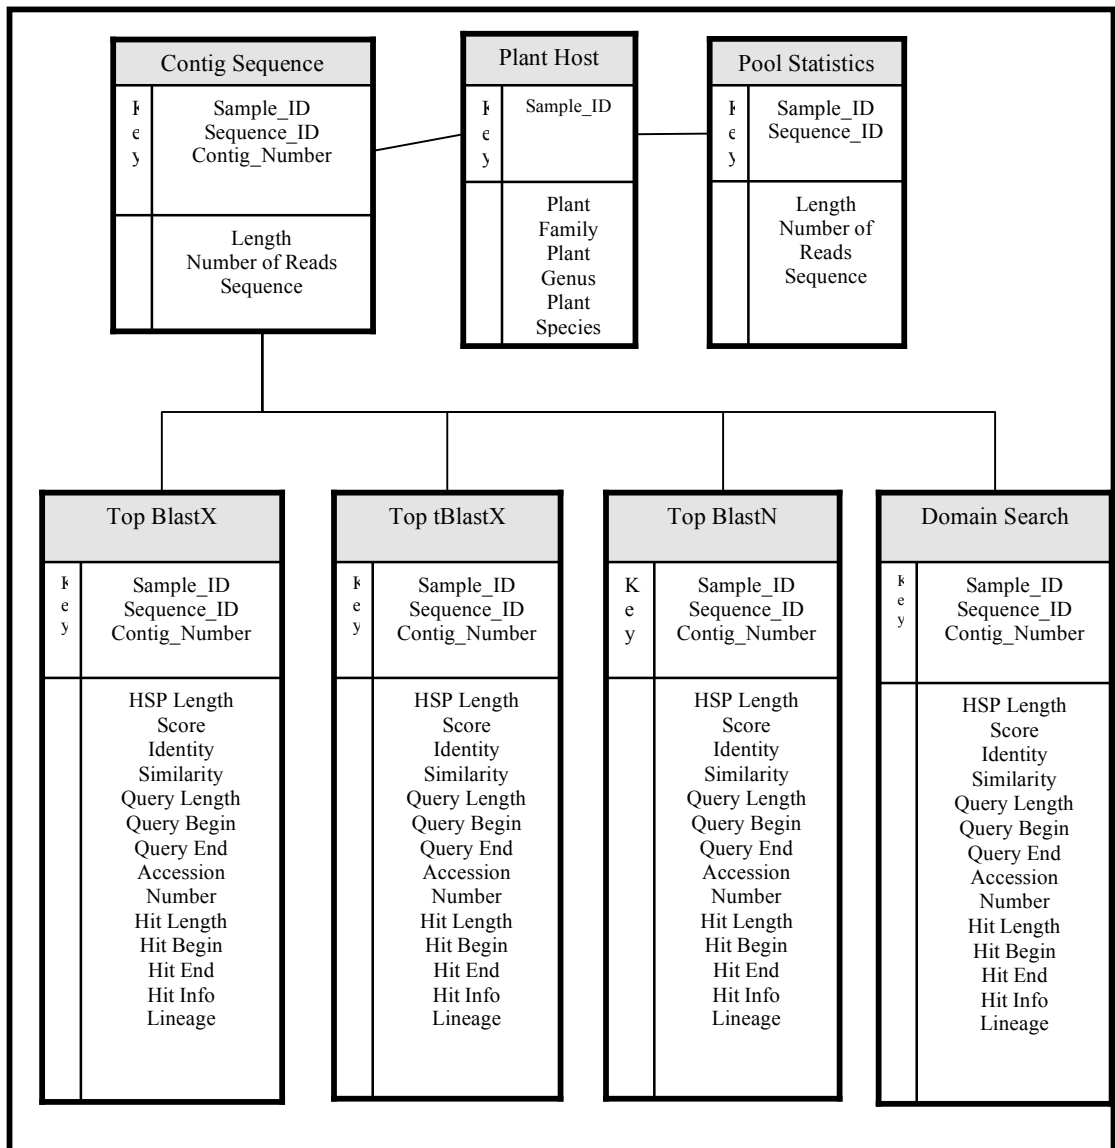 Contig Sequence
K
e
y
Sample_ID
Sequence_ID
Contig_Number
Length
Number of Reads
Sequence
Plant Host
K
e
y
Sample_ID
Plant
Family
Plant
Genus
Plant
Species
Pool Statistics
K
e
y
Sample_ID
Sequence_ID
Length
Number of
Reads
Sequence
Top BlastX
K
e
y
Sample_ID
Sequence_ID
Contig_Number
HSP Length
Score
Identity
Similarity
Query Length
Query Begin
Query End
Accession
Number
Hit Length
Hit Begin
Hit End
Hit Info
Lineage
Top tBlastX
K
e
y
Sample_ID
Sequence_ID
Contig_Number
HSP Length
Score
Identity
Similarity
Query Length
Query Begin
Query End
Accession
Number
Hit Length
Hit Begin
Hit End
Hit Info
Lineage
Top BlastN
K
e
y
Sample_ID
Sequence_ID
Contig_Number
HSP Length
Score
Identity
Similarity
Query Length
Query Begin
Query End
Accession
Number
Hit Length
Hit Begin
Hit End
Hit Info
Lineage
Domain Search
K
e
y
Sample_ID
Sequence_ID
Contig_Number
HSP Length
Score
Identity
Similarity
Query Length
Query Begin
Query End
Accession
Number
Hit Length
Hit Begin
Hit End
Hit Info
Lineage